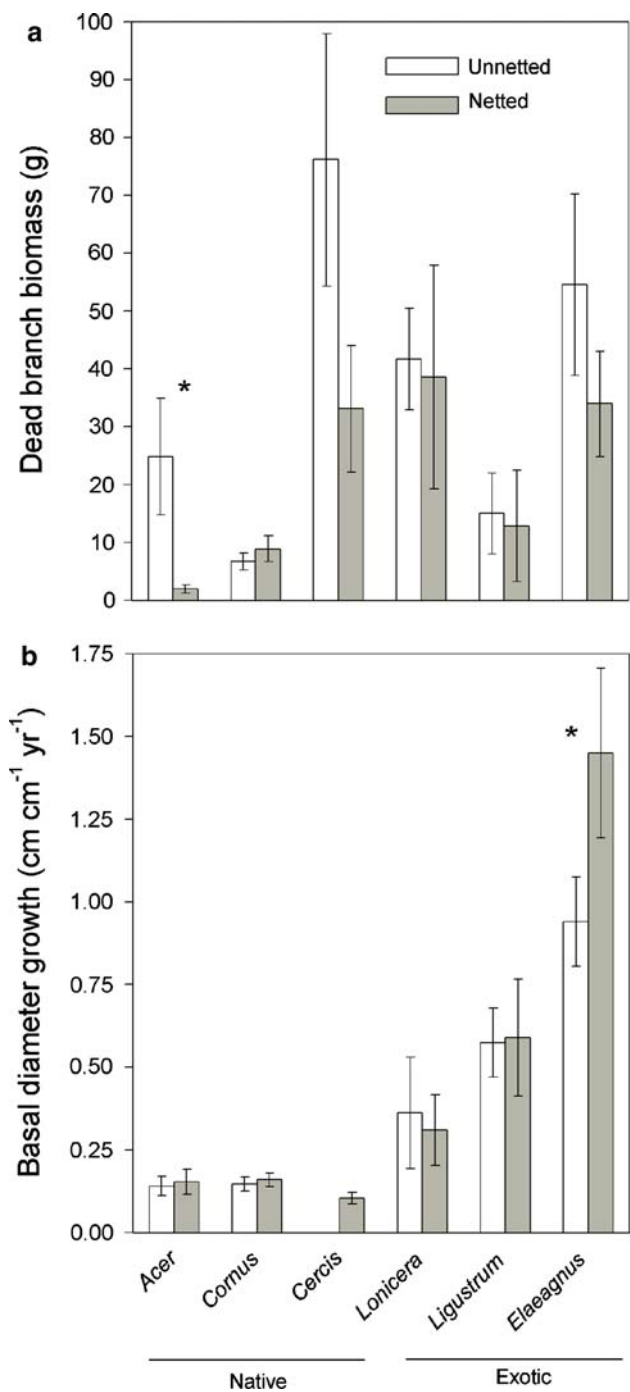 a
Unnetted
Netted
Dead branch biomass (g)
100
90
80
70
60
50
40
30
20
10
0
*
b
Basal diameter growth (cm cm⁻¹ yr⁻¹)
1.75
1.50
1.25
1.00
0.75
0.50
0.25
0.00
*
Acer
Cornus
Cercis
Lonicera
Ligustrum
Elaeagnus
Native
Exotic